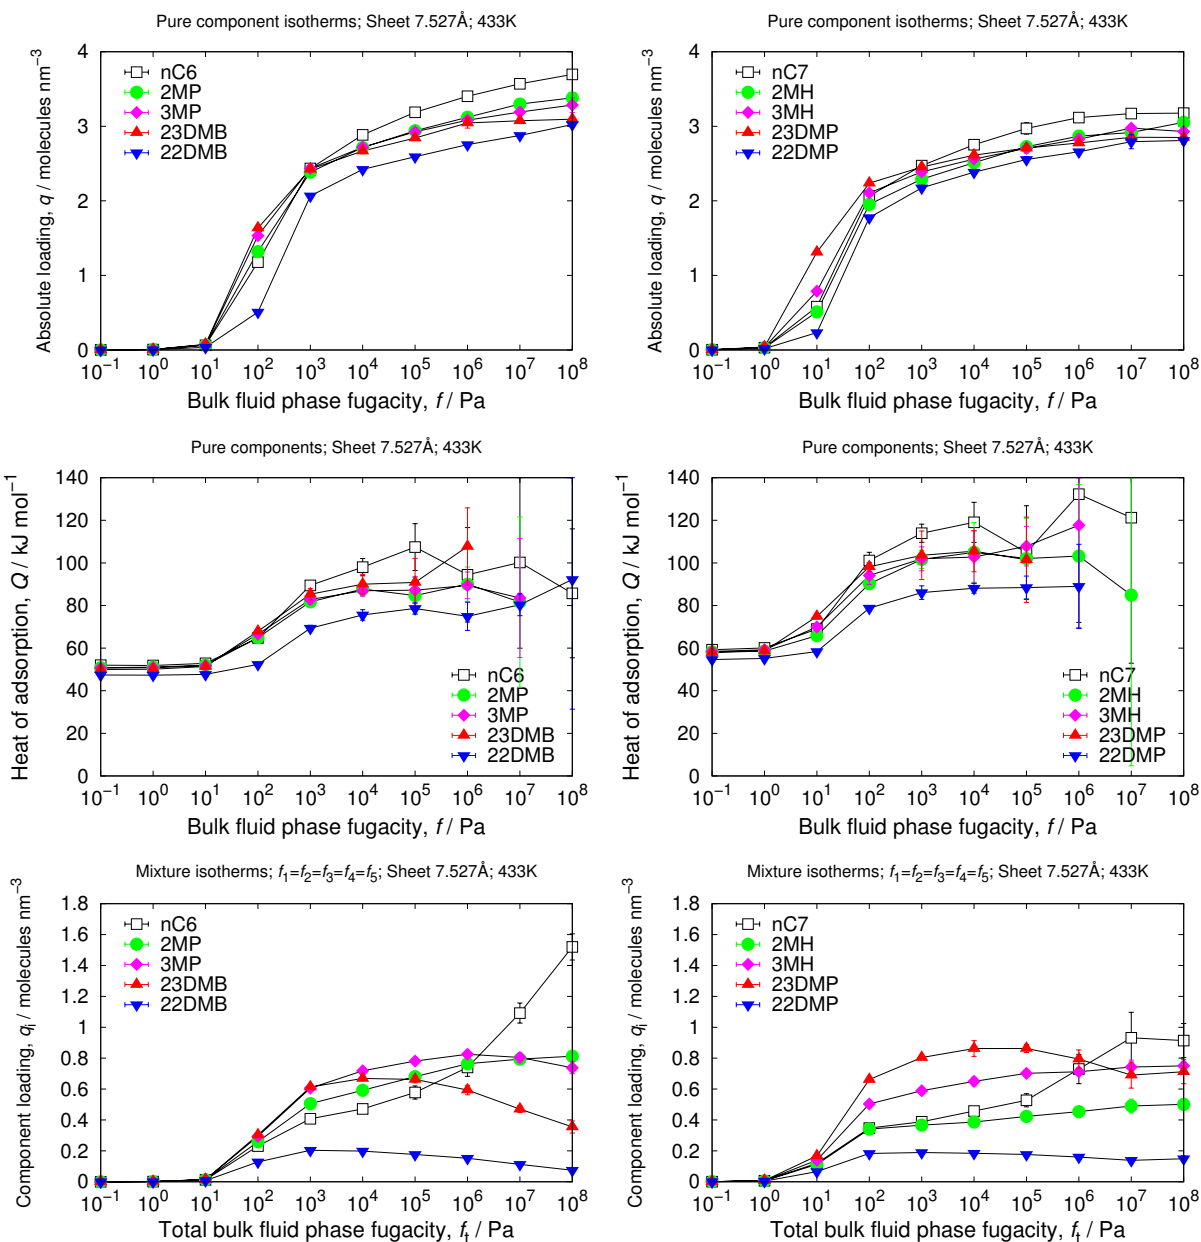 Pure component isotherms; Sheet 7.527Å; 433K
Absolute loading, q / molecules nm⁻³
4
3
2
1
0
nC6
2MP
3MP
23DMB
22DMB
10⁻¹ 10⁰ 10¹ 10² 10³ 10⁴ 10⁵ 10⁶ 10⁷ 10⁸
Bulk fluid phase fugacity, f / Pa
Pure component isotherms; Sheet 7.527Å; 433K
Absolute loading, q / molecules nm⁻³
4
3
2
1
0
nC7
2MH
3MH
23DMP
22DMP
10⁻¹ 10⁰ 10¹ 10² 10³ 10⁴ 10⁵ 10⁶ 10⁷ 10⁸
Bulk fluid phase fugacity, f / Pa
Pure components; Sheet 7.527Å; 433K
Heat of adsorption, Q / kJ mol⁻¹
140
120
100
80
60
40
20
0
nC6
2MP
3MP
23DMB
22DMB
10⁻¹ 10⁰ 10¹ 10² 10³ 10⁴ 10⁵ 10⁶ 10⁷ 10⁸
Bulk fluid phase fugacity, f / Pa
Pure components; Sheet 7.527Å; 433K
Heat of adsorption, Q / kJ mol⁻¹
140
120
100
80
60
40
20
0
nC7
2MH
3MH
23DMP
22DMP
10⁻¹ 10⁰ 10¹ 10² 10³ 10⁴ 10⁵ 10⁶ 10⁷ 10⁸
Bulk fluid phase fugacity, f / Pa
Mixture isotherms; f₁=f₂=f₃=f₄=f₅; Sheet 7.527Å; 433K
Component loading, qᵢ / molecules nm⁻³
1.8
1.6
1.4
1.2
1
0.8
0.6
0.4
0.2
0
nC6
2MP
3MP
23DMB
22DMB
10⁻¹ 10⁰ 10¹ 10² 10³ 10⁴ 10⁵ 10⁶ 10⁷ 10⁸
Total bulk fluid phase fugacity, fₜ / Pa
Mixture isotherms; f₁=f₂=f₃=f₄=f₅; Sheet 7.527Å; 433K
Component loading, qᵢ / molecules nm⁻³
1.8
1.6
1.4
1.2
1
0.8
0.6
0.4
0.2
0
nC7
2MH
3MH
23DMP
22DMP
10⁻¹ 10⁰ 10¹ 10² 10³ 10⁴ 10⁵ 10⁶ 10⁷ 10⁸
Total bulk fluid phase fugacity, fₜ / Pa